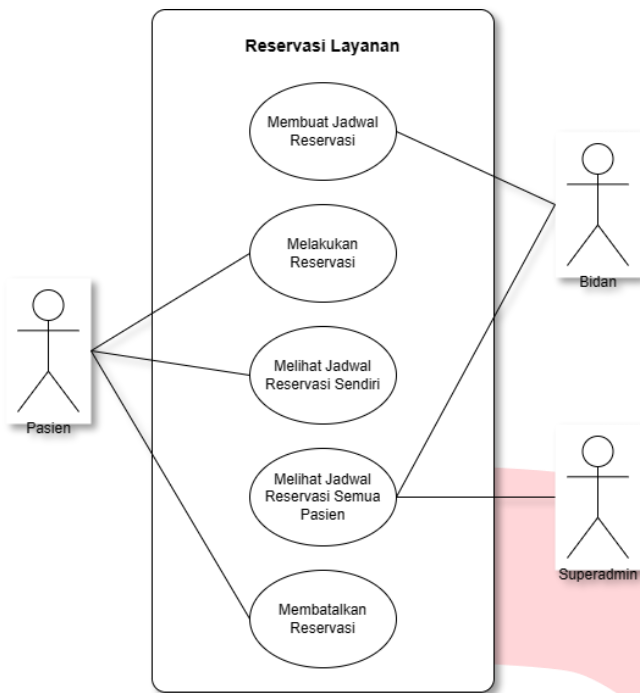 Reservasi Layanan
Membuat Jadwal
Reservasi
Bidan
Melakukan
Reservasi
Pasien
Melihat Jadwal
Reservasi Sendiri
Melihat Jadwal
Reservasi Semua
Pasien
Superadmin
Membatalkan
Reservasi